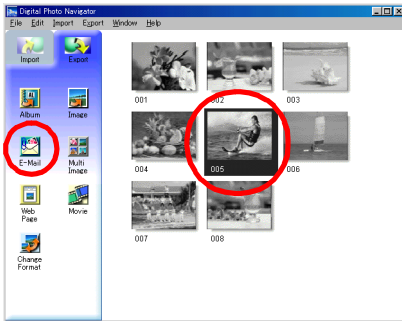 Digital Photo Navigator
File Edit Import Export Window Help
Import Export
001 002 003
Album Image
E-Mail Multi Image
004 005 006
Web Page Movie
007 008
Change Format